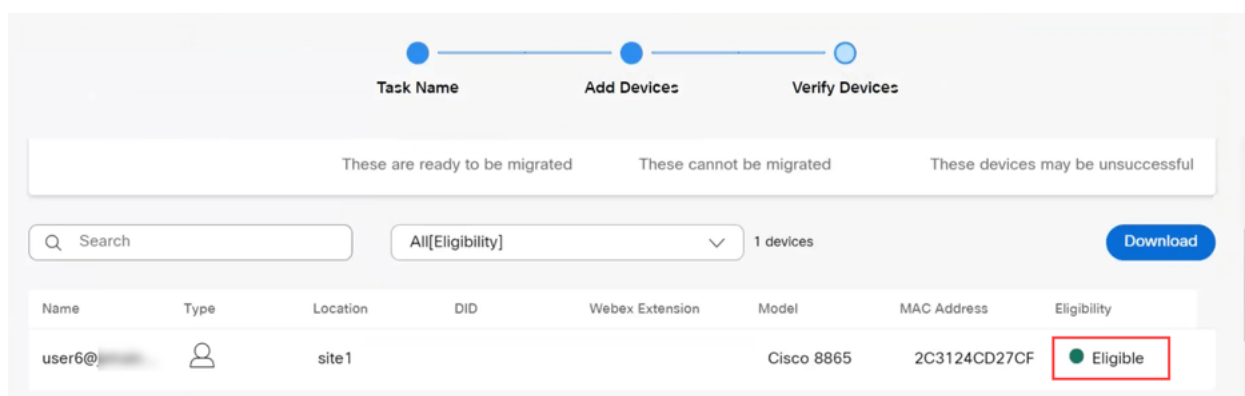 Task Name Add Devices Verify Devices
These are ready to be migrated These cannot be migrated These devices may be unsuccessful
Search All[Eligibility] 1 devices Download
Name Type Location DID Webex Extension Model MAC Address Eligibility
user6@ site1 Cisco 8865 2C3124CD27CF Eligible